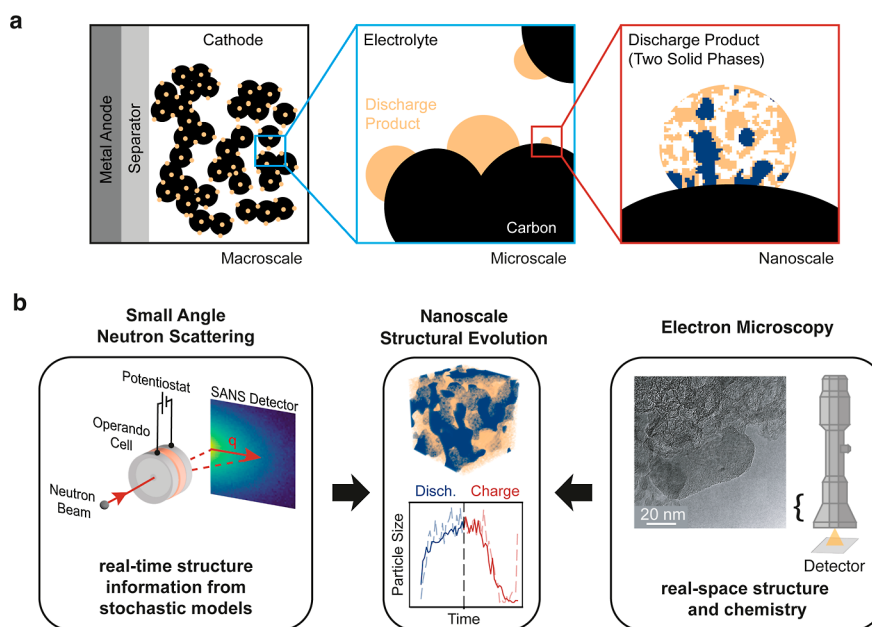 a
Metal Anode
Separator
Cathode
Macroscale
Electrolyte
Discharge
Product
Carbon
Microscale
Discharge Product
(Two Solid Phases)
Nanoscale
b
Small Angle
Neutron Scattering
Potentiostat
SANS Detector
Operando
Cell
q
Neutron
Beam
real-time structure
information from
stochastic models
Nanoscale
Structural Evolution
Disch. Charge
Particle Size
Time
Electron Microscopy
20 nm
{
Detector
real-space structure
and chemistry